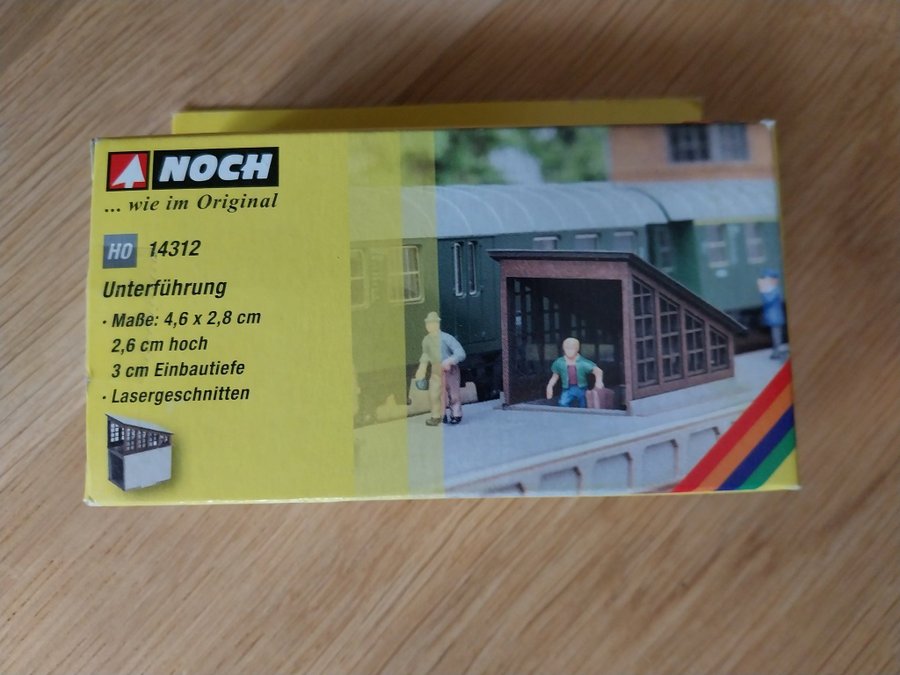 NOCH
... wie im Original
HO 14312
Unterführung
· Maße: 4,6 x 2,8 cm
2,6 cm hoch
3 cm Einbautiefe
· Lasergeschnitten